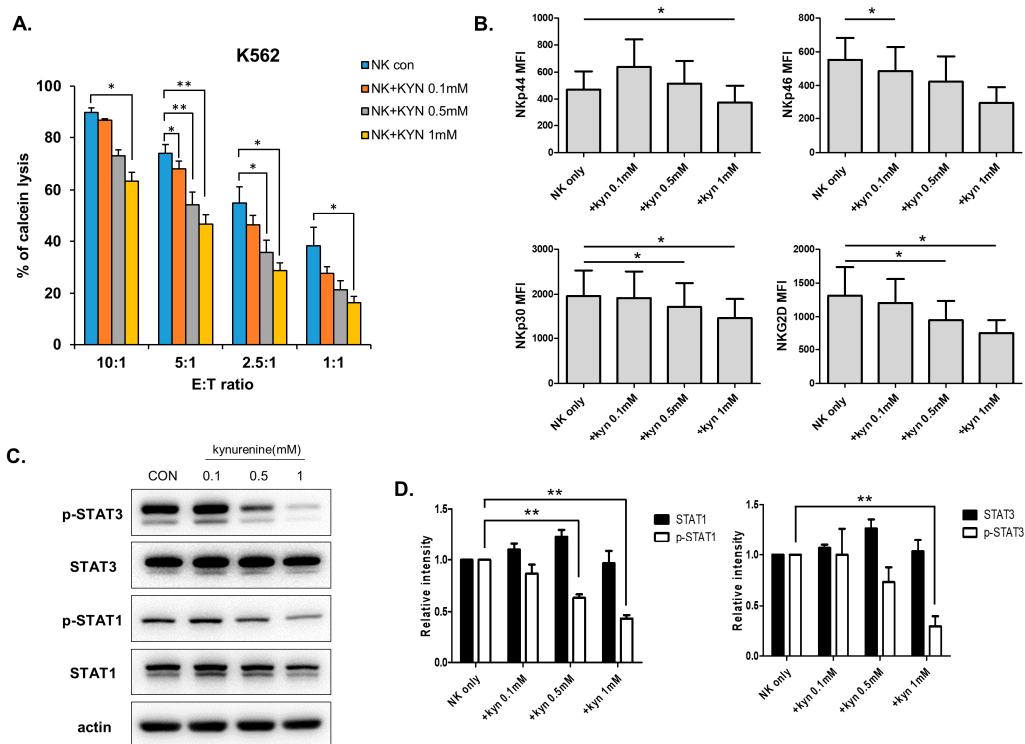 A.
K562
% of calcein lysis
100
80
60
40
20
0
10:1 5:1 2.5:1 1:1
E:T ratio
NK con
NK+KYN 0.1mM
NK+KYN 0.5mM
NK+KYN 1mM
*
**
**
*
*
*
*
B.
NKp44 MFI
1000
800
600
400
200
0
*
NK only +kyn 0.1mM +kyn 0.5mM +kyn 1mM
NKp46 MFI
800
600
400
200
0
*
NK only +kyn 0.1mM +kyn 0.5mM +kyn 1mM
NKp30 MFI
3000
2000
1000
0
*
*
NK only +kyn 0.1mM +kyn 0.5mM +kyn 1mM
NKG2D MFI
2000
1500
1000
500
0
*
*
NK only +kyn 0.1mM +kyn 0.5mM +kyn 1mM
C.
kynurenine(mM)
CON 0.1 0.5 1
p-STAT3
STAT3
p-STAT1
STAT1
actin
D.
Relative intensity
1.5
1.0
0.5
0.0
**
**
STAT1
p-STAT1
NK only +kyn 0.1mM +kyn 0.5mM +kyn 1mM
Relative intensity
1.5
1.0
0.5
0.0
**
STAT3
p-STAT3
NK only +kyn 0.1mM +kyn 0.5mM +kyn 1mM